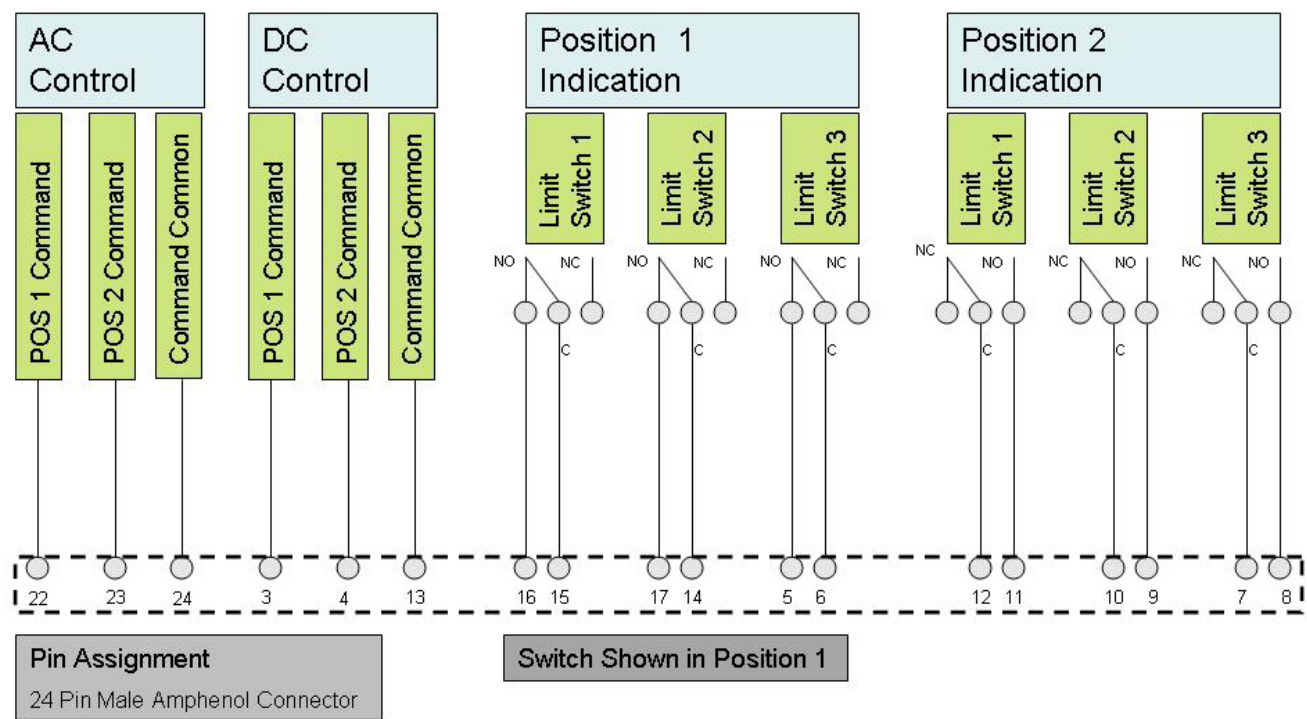 AC
Control
DC
Control
Position 1
Indication
Position 2
Indication
POS 1 Command
POS 2 Command
Command Common
POS 1 Command
POS 2 Command
Command Common
Limit
Switch 1
Limit
Switch 2
Limit
Switch 3
Limit
Switch 1
Limit
Switch 2
Limit
Switch 3
NO NC NO NC NO NC NC NO NC NO NC NO
C C C C C C
22 23 24 3 4 13 16 15 17 14 5 6 12 11 10 9 7 8
Pin Assignment
24 Pin Male Amphenol Connector
Switch Shown in Position 1